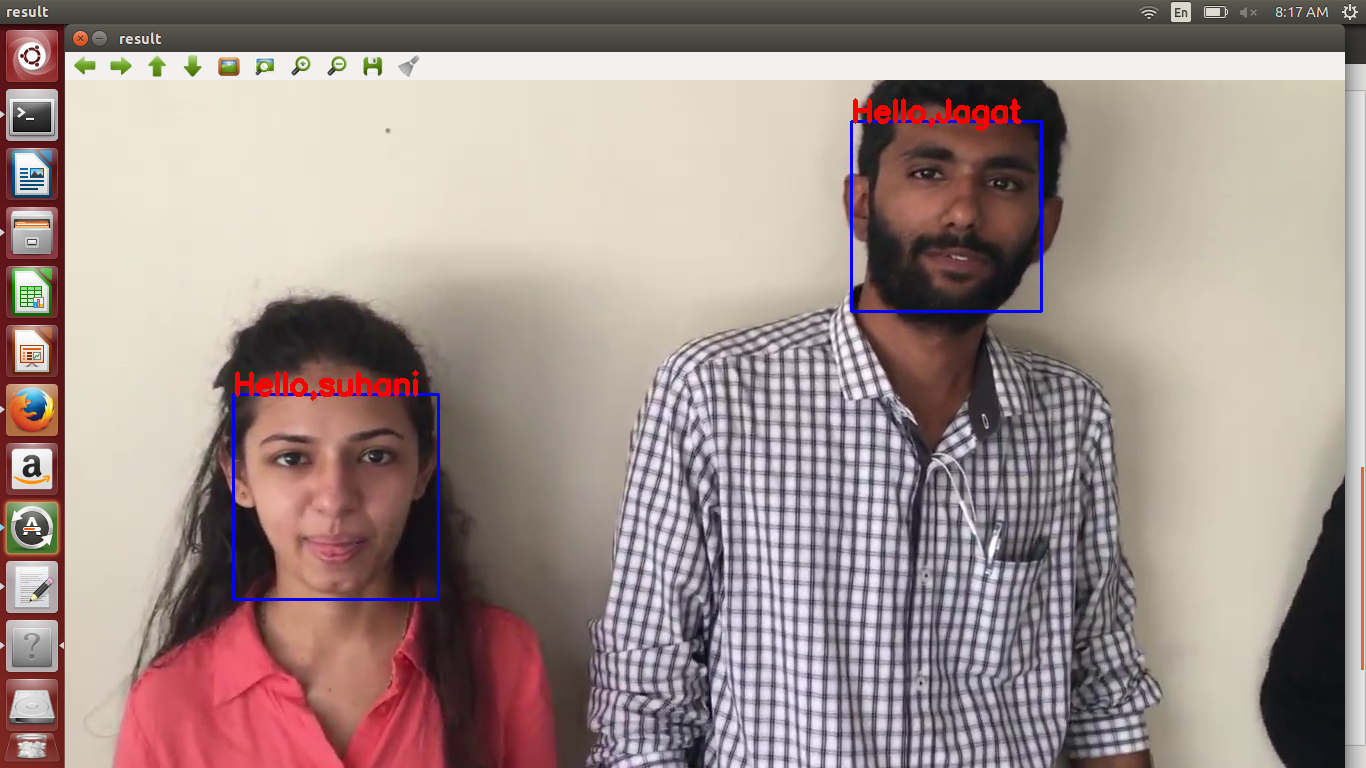 result
En
8:17 AM
result
Hello,Jagat
Hello,suhani